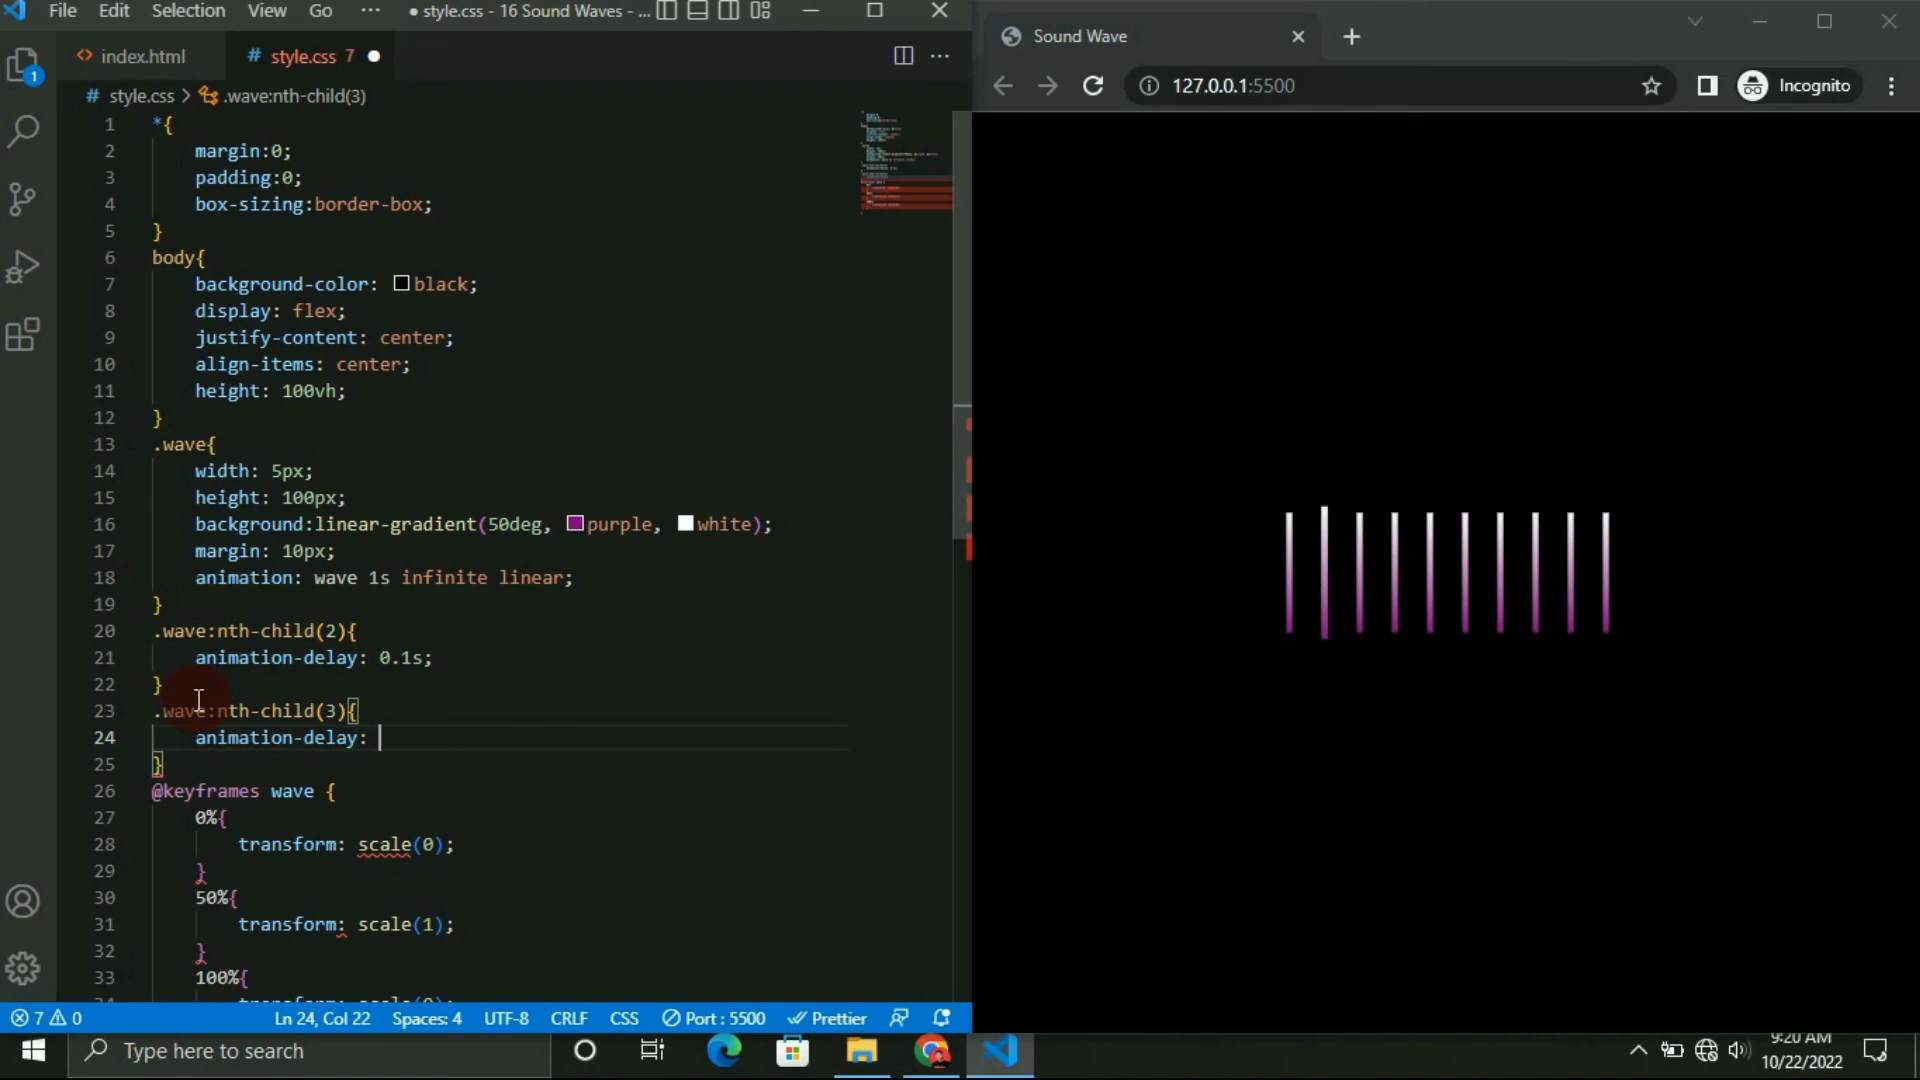 File Edit Selection View Go ··· ● style.css - 16 Sound Waves - ...
index.html # style.css 7 ●
# style.css > .wave:nth-child(3)
1 *{
2 margin:0;
3 padding:0;
4 box-sizing:border-box;
5 }
6 body{
7 background-color: black;
8 display: flex;
9 justify-content: center;
10 align-items: center;
11 height: 100vh;
12 }
13 .wave{
14 width: 5px;
15 height: 100px;
16 background:linear-gradient(50deg, purple, white);
17 margin: 10px;
18 animation: wave 1s infinite linear;
19 }
20 .wave:nth-child(2){
21 animation-delay: 0.1s;
22 }
23 .wave:nth-child(3){
24 animation-delay:
25 }
26 @keyframes wave {
27 0%{
28 transform: scale(0);
29 }
30 50%{
31 transform: scale(1);
32 }
33 100%{
1
7 0 Ln 24, Col 22 Spaces: 4 UTF-8 CRLF CSS Port : 5500 Prettier
Sound Wave
127.0.0.1:5500 Incognito
Type here to search
9:20 AM
10/22/2022